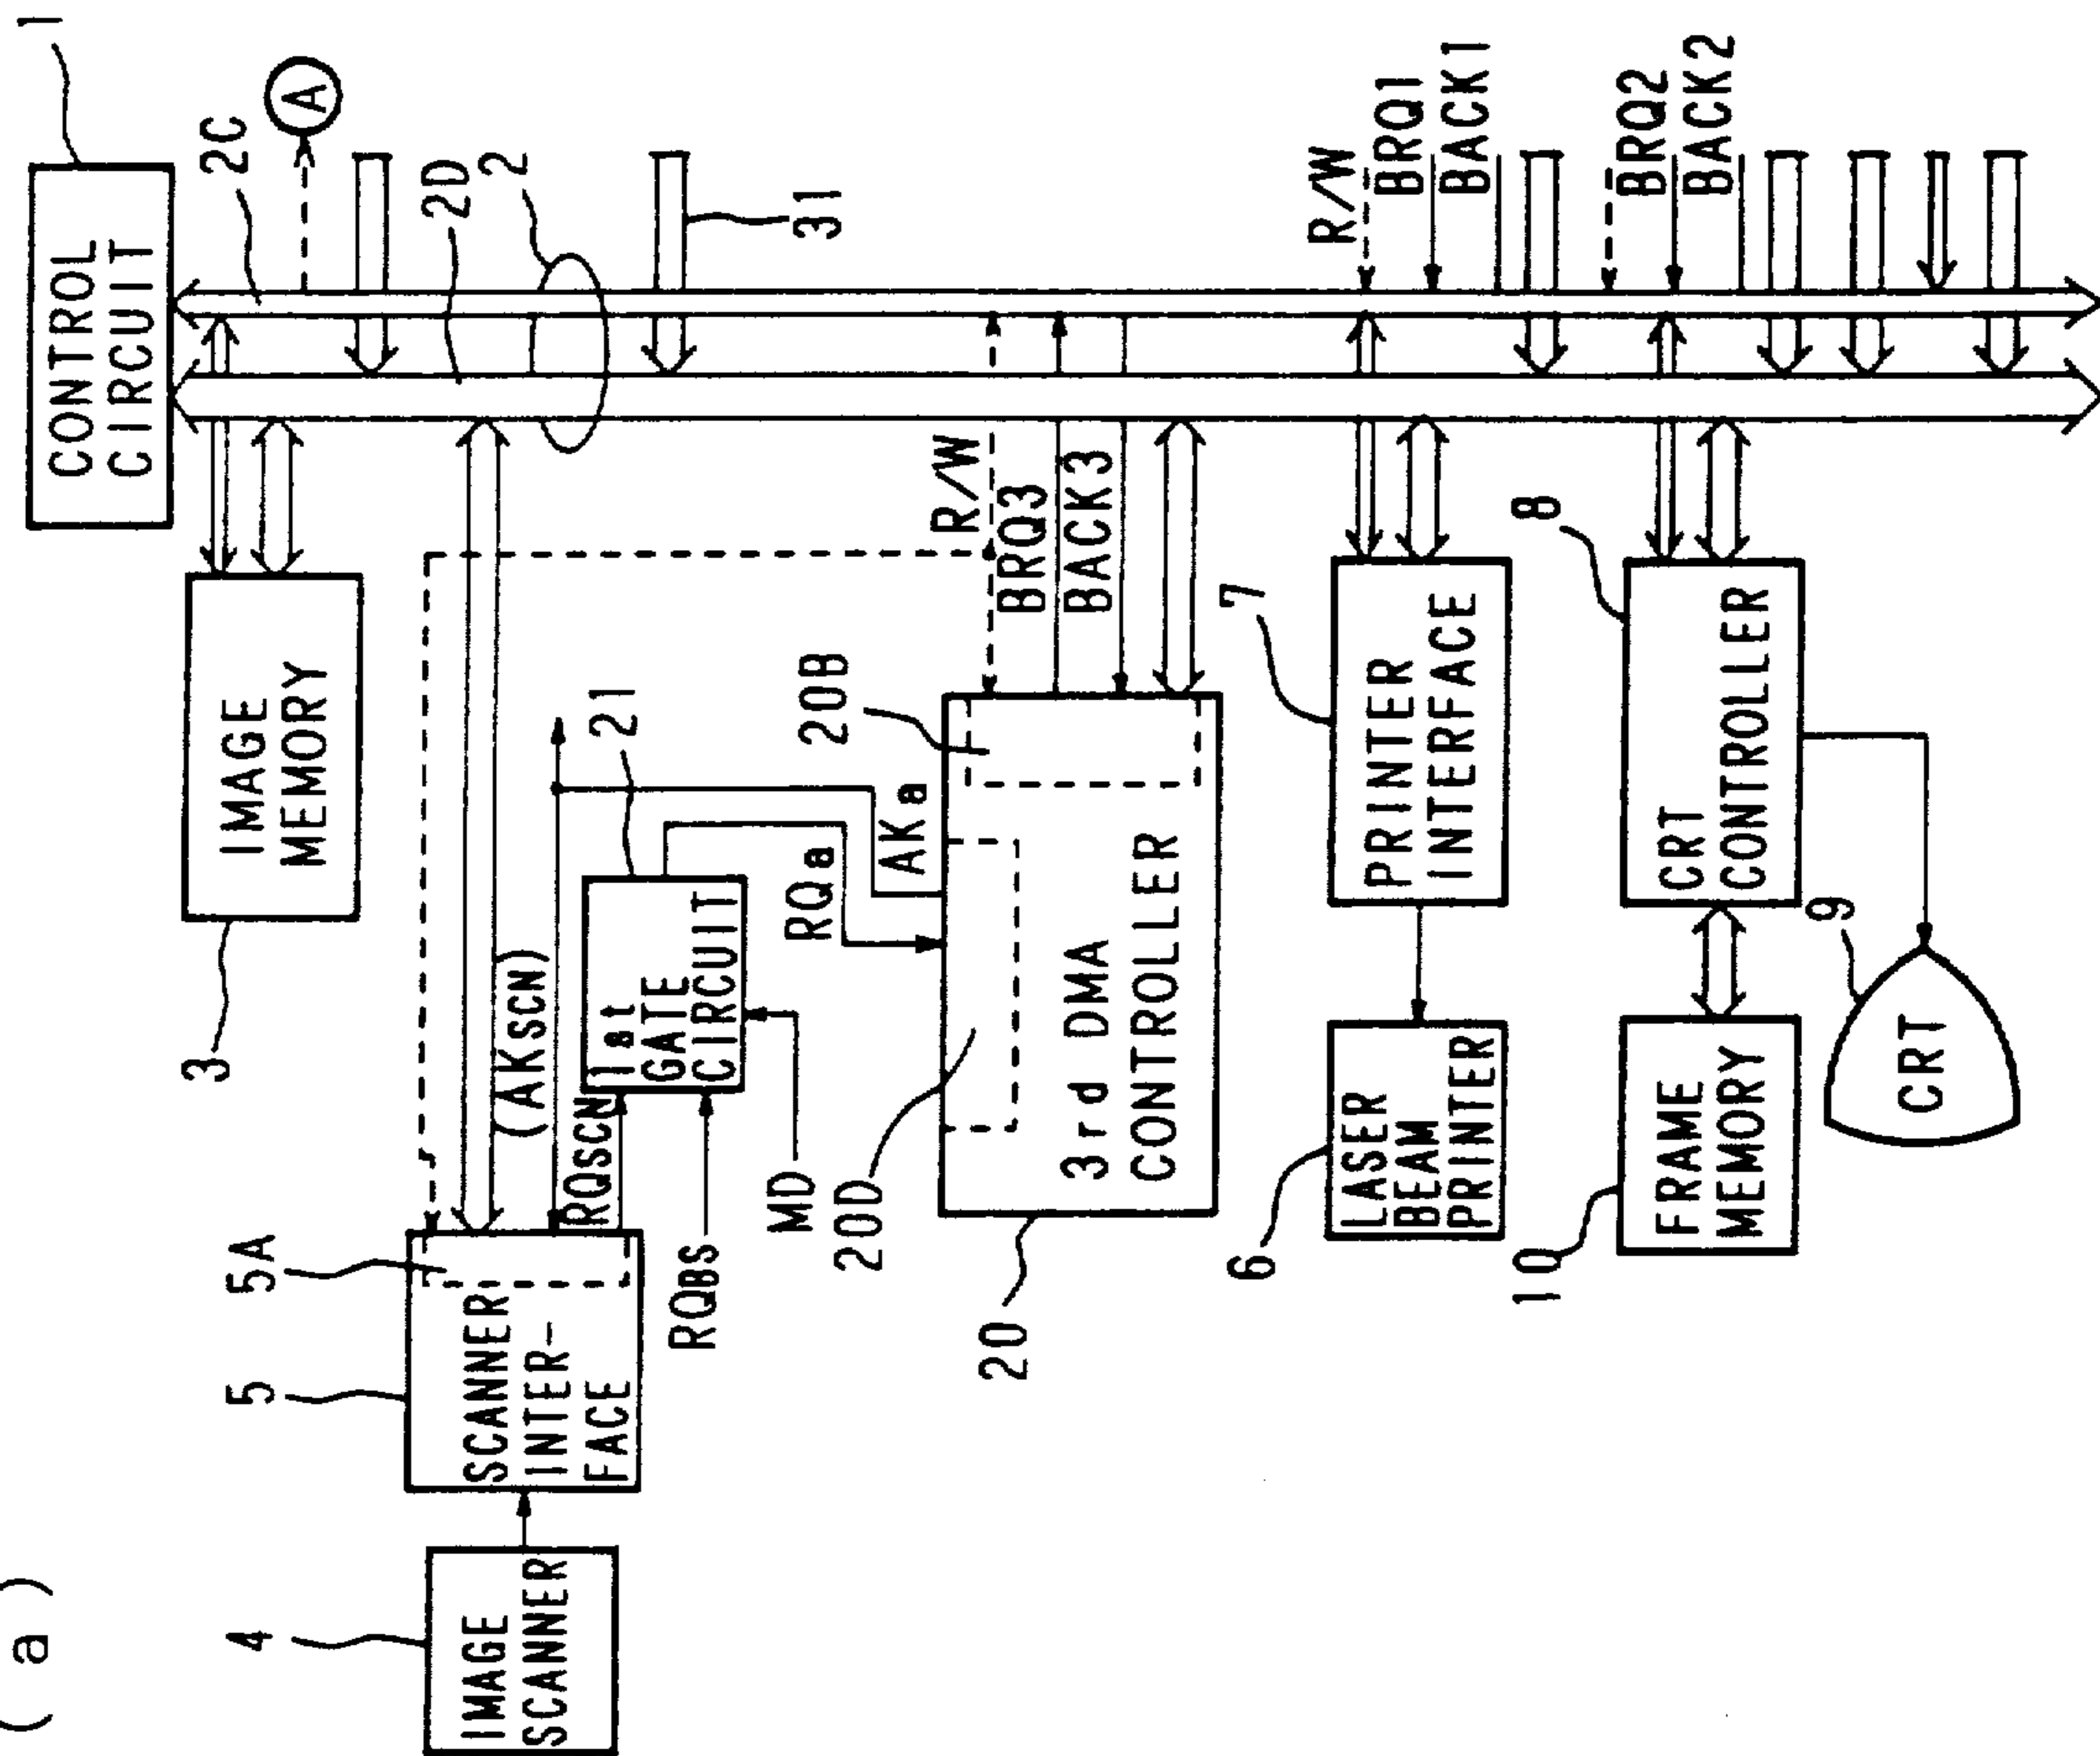 ( a )
1
CONTROL
CIRCUIT
2C
A
2D
2
31
3
IMAGE
MEMORY
4
IMAGE
SCANNER
5
5A
SCANNER
INTER-
FACE
(AKSCN)
RQSCN
RQBS
MD
1st
GATE
CIRCUIT
21
RQa
AKa
20
20D
20B
3rd DMA
CONTROLLER
R/W
BRQ3
BACK3
R/W
BRQ1
BACK1
BRQ2
BACK2
6
LASER
BEAM
PRINTER
7
PRINTER
INTERFACE
8
CRT
CONTROLLER
9
CRT
10
FRAME
MEMORY